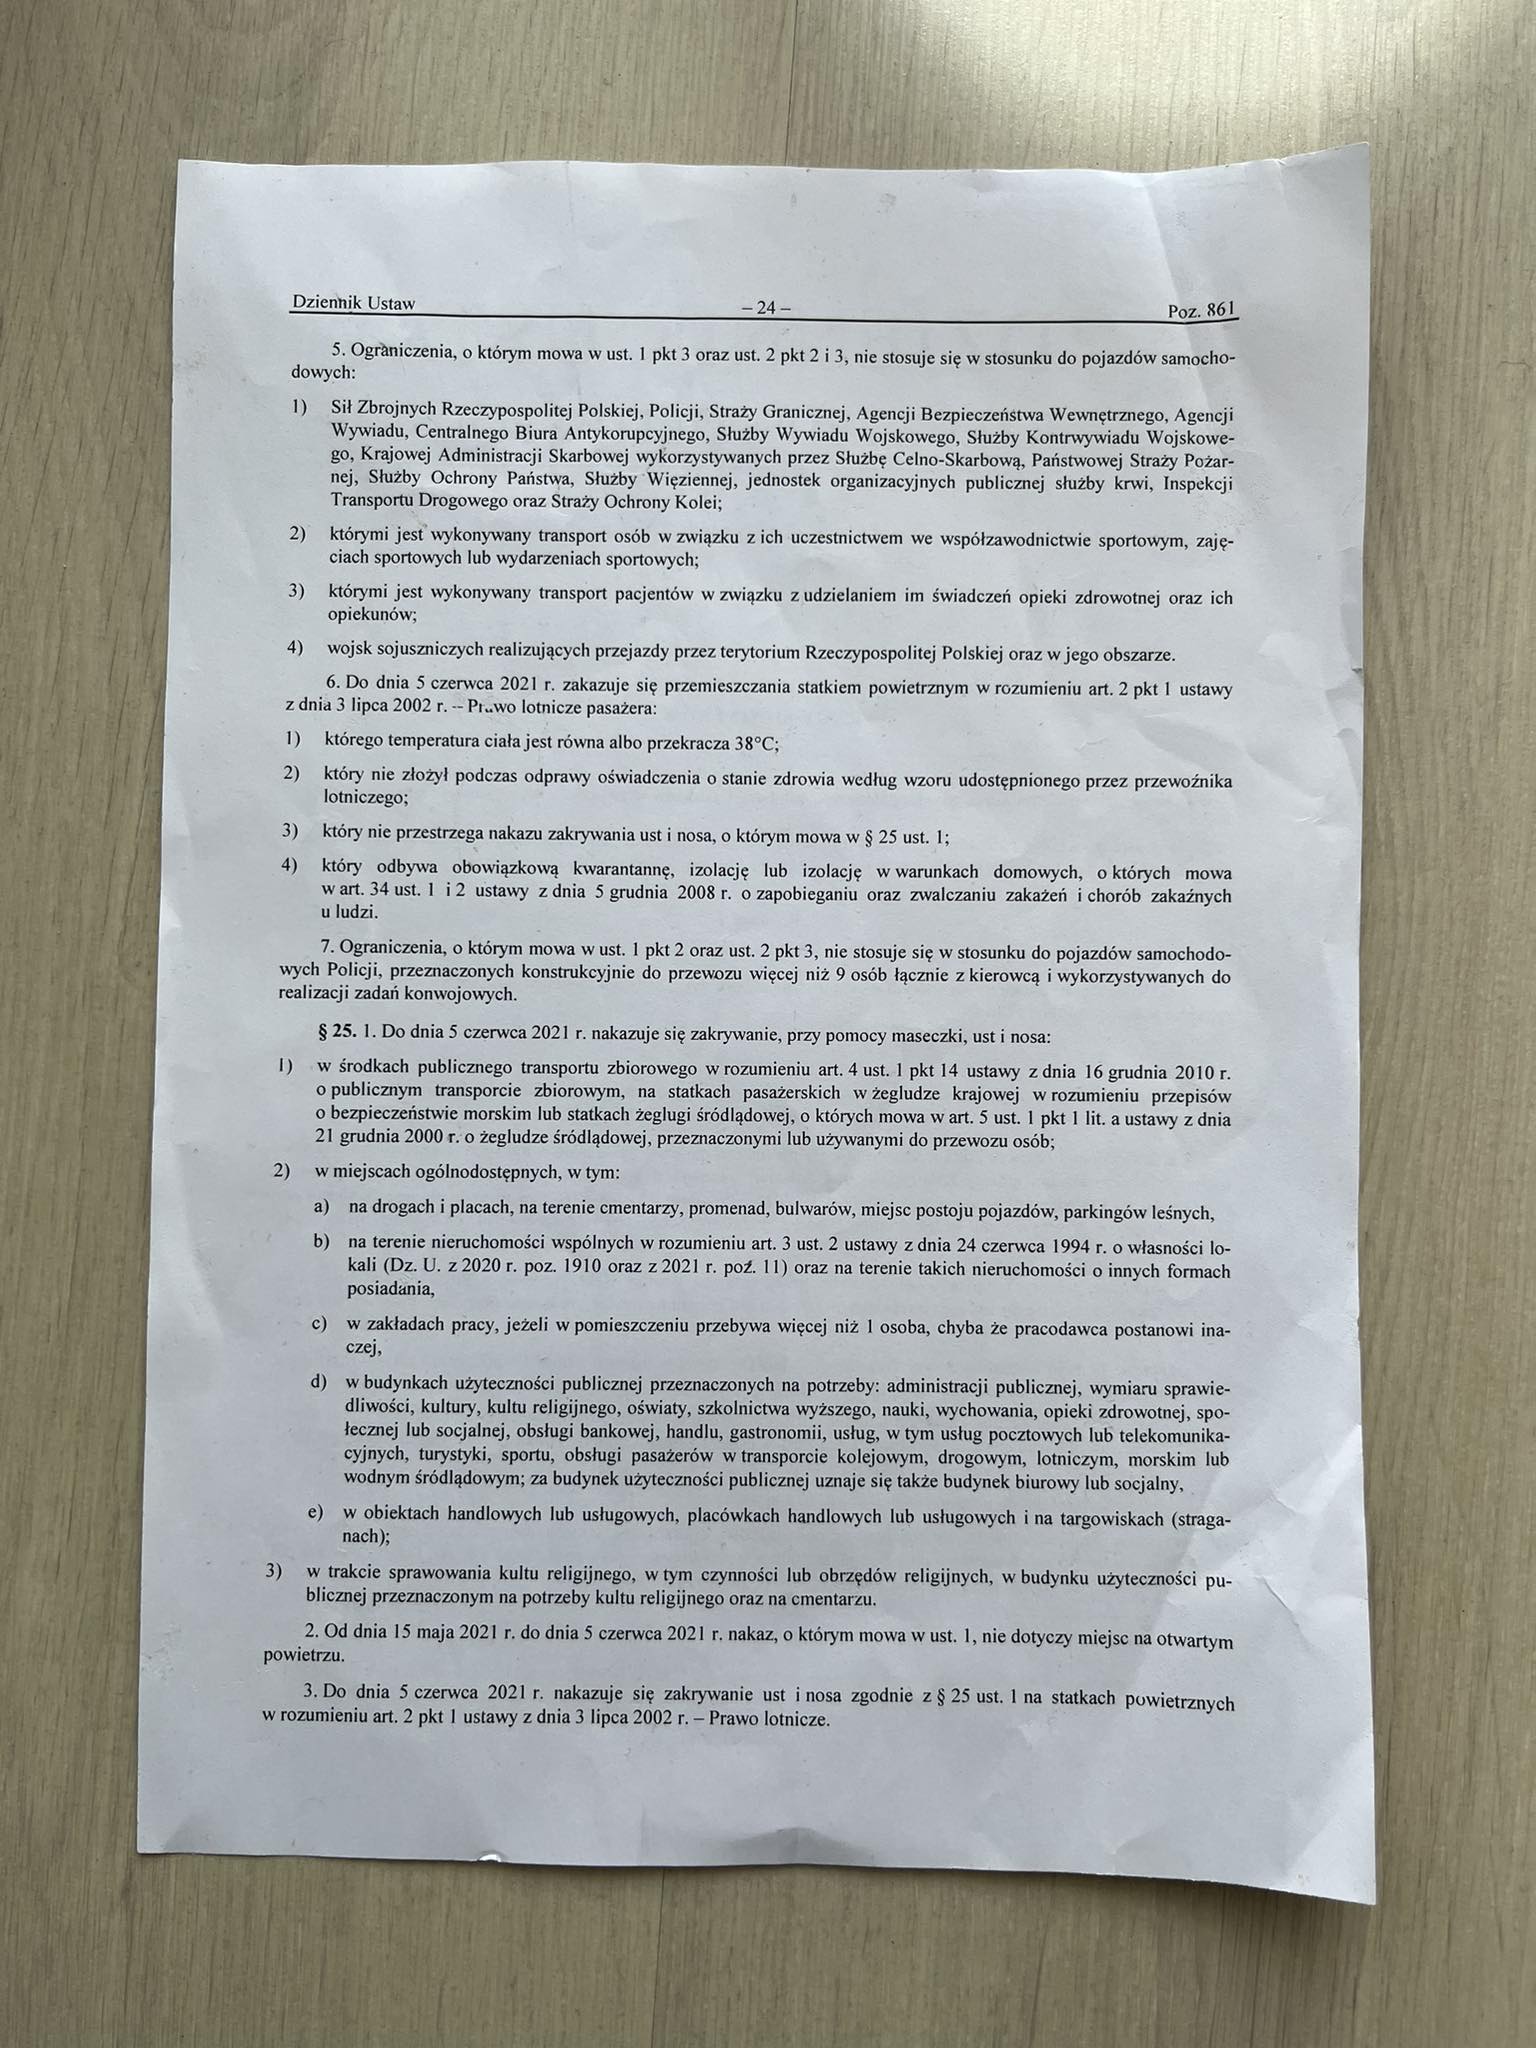 Dziennik Ustaw – 24 – Poz. 861
5. Ograniczenia, o którym mowa w ust. 1 pkt 3 oraz ust. 2 pkt 2 i 3, nie stosuje się w stosunku do pojazdów samocho-
dowych:
1) Sił Zbrojnych Rzeczypospolitej Polskiej, Policji, Straży Granicznej, Agencji Bezpieczeństwa Wewnętrznego, Agencji
Wywiadu, Centralnego Biura Antykorupcyjnego, Służby Wywiadu Wojskowego, Służby Kontrwywiadu Wojskowe-
go, Krajowej Administracji Skarbowej wykorzystywanych przez Służbę Celno-Skarbową, Państwowej Straży Pożar-
nej, Służby Ochrony Państwa, Służby Więziennej, jednostek organizacyjnych publicznej służby krwi, Inspekcji
Transportu Drogowego oraz Straży Ochrony Kolei;
2) którymi jest wykonywany transport osób w związku z ich uczestnictwem we współzawodnictwie sportowym, zaję-
ciach sportowych lub wydarzeniach sportowych;
3) którymi jest wykonywany transport pacjentów w związku z udzielaniem im świadczeń opieki zdrowotnej oraz ich
opiekunów;
4) wojsk sojuszniczych realizujących przejazdy przez terytorium Rzeczypospolitej Polskiej oraz w jego obszarze.
6. Do dnia 5 czerwca 2021 r. zakazuje się przemieszczania statkiem powietrznym w rozumieniu art. 2 pkt 1 ustawy
z dnia 3 lipca 2002 r. – Prawo lotnicze pasażera:
1) którego temperatura ciała jest równa albo przekracza 38°C;
2) który nie złożył podczas odprawy oświadczenia o stanie zdrowia według wzoru udostępnionego przez przewoźnika
lotniczego;
3) który nie przestrzega nakazu zakrywania ust i nosa, o którym mowa w § 25 ust. 1;
4) który odbywa obowiązkową kwarantannę, izolację lub izolację w warunkach domowych, o których mowa
w art. 34 ust. 1 i 2 ustawy z dnia 5 grudnia 2008 r. o zapobieganiu oraz zwalczaniu zakażeń i chorób zakaźnych
u ludzi.
7. Ograniczenia, o którym mowa w ust. 1 pkt 2 oraz ust. 2 pkt 3, nie stosuje się w stosunku do pojazdów samochodo-
wych Policji, przeznaczonych konstrukcyjnie do przewozu więcej niż 9 osób łącznie z kierowcą i wykorzystywanych do
realizacji zadań konwojowych.
§ 25. 1. Do dnia 5 czerwca 2021 r. nakazuje się zakrywanie, przy pomocy maseczki, ust i nosa:
1) w środkach publicznego transportu zbiorowego w rozumieniu art. 4 ust. 1 pkt 14 ustawy z dnia 16 grudnia 2010 r.
o publicznym transporcie zbiorowym, na statkach pasażerskich w żegludze krajowej w rozumieniu przepisów
o bezpieczeństwie morskim lub statkach żeglugi śródlądowej, o których mowa w art. 5 ust. 1 pkt 1 lit. a ustawy z dnia
21 grudnia 2000 r. o żegludze śródlądowej, przeznaczonymi lub używanymi do przewozu osób;
2) w miejscach ogólnodostępnych, w tym:
a) na drogach i placach, na terenie cmentarzy, promenad, bulwarów, miejsc postoju pojazdów, parkingów leśnych,
b) na terenie nieruchomości wspólnych w rozumieniu art. 3 ust. 2 ustawy z dnia 24 czerwca 1994 r. o własności lo-
kali (Dz. U. z 2020 r. poz. 1910 oraz z 2021 r. poz. 11) oraz na terenie takich nieruchomości o innych formach
posiadania,
c) w zakładach pracy, jeżeli w pomieszczeniu przebywa więcej niż 1 osoba, chyba że pracodawca postanowi ina-
czej,
d) w budynkach użyteczności publicznej przeznaczonych na potrzeby: administracji publicznej, wymiaru sprawie-
dliwości, kultury, kultu religijnego, oświaty, szkolnictwa wyższego, nauki, wychowania, opieki zdrowotnej, spo-
łecznej lub socjalnej, obsługi bankowej, handlu, gastronomii, usług, w tym usług pocztowych lub telekomunika-
cyjnych, turystyki, sportu, obsługi pasażerów w transporcie kolejowym, drogowym, lotniczym, morskim lub
wodnym śródlądowym; za budynek użyteczności publicznej uznaje się także budynek biurowy lub socjalny,
e) w obiektach handlowych lub usługowych, placówkach handlowych lub usługowych i na targowiskach (straga-
nach);
3) w trakcie sprawowania kultu religijnego, w tym czynności lub obrzędów religijnych, w budynku użyteczności pu-
blicznej przeznaczonym na potrzeby kultu religijnego oraz na cmentarzu.
2. Od dnia 15 maja 2021 r. do dnia 5 czerwca 2021 r. nakaz, o którym mowa w ust. 1, nie dotyczy miejsc na otwartym
powietrzu.
3. Do dnia 5 czerwca 2021 r. nakazuje się zakrywanie ust i nosa zgodnie z § 25 ust. 1 na statkach powietrznych
w rozumieniu art. 2 pkt 1 ustawy z dnia 3 lipca 2002 r. – Prawo lotnicze.